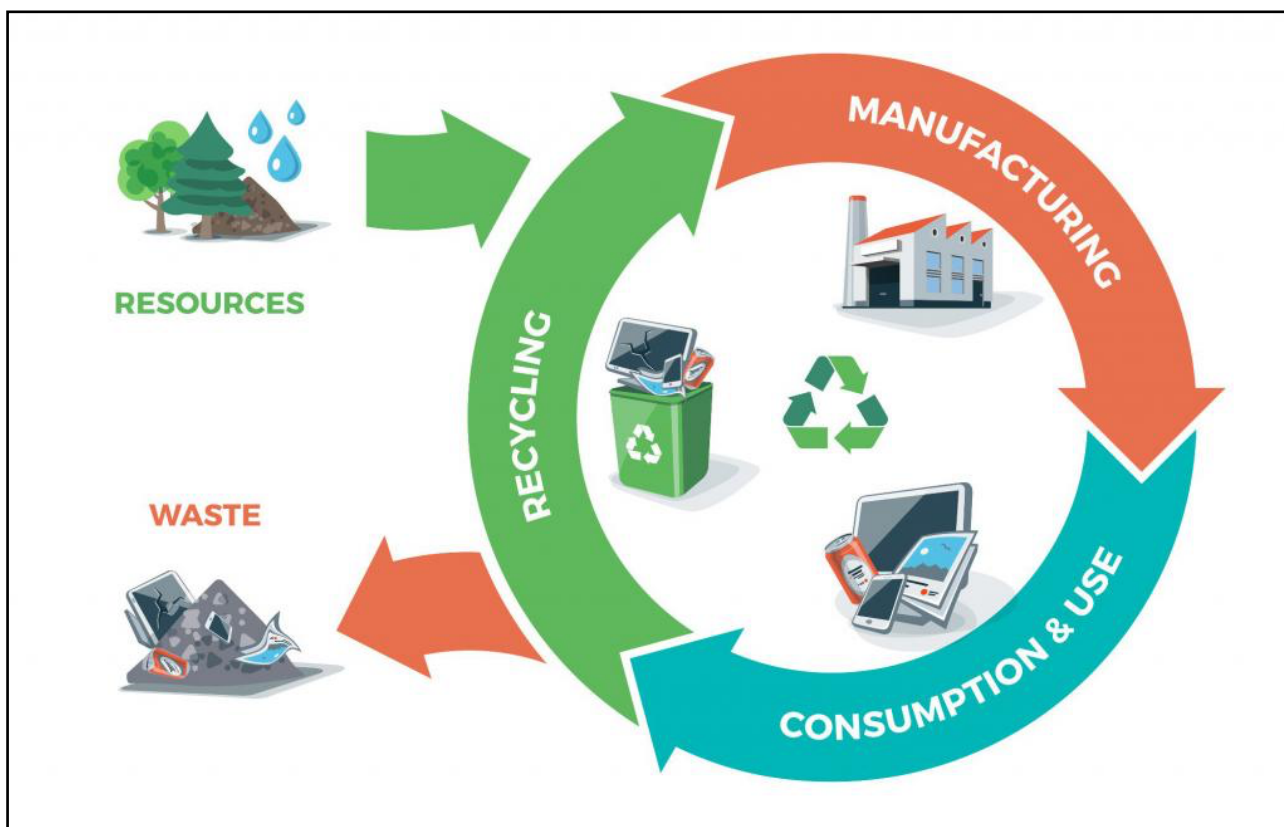 RESOURCES
WASTE
RECYCLING
MANUFACTURING
CONSUMPTION & USE